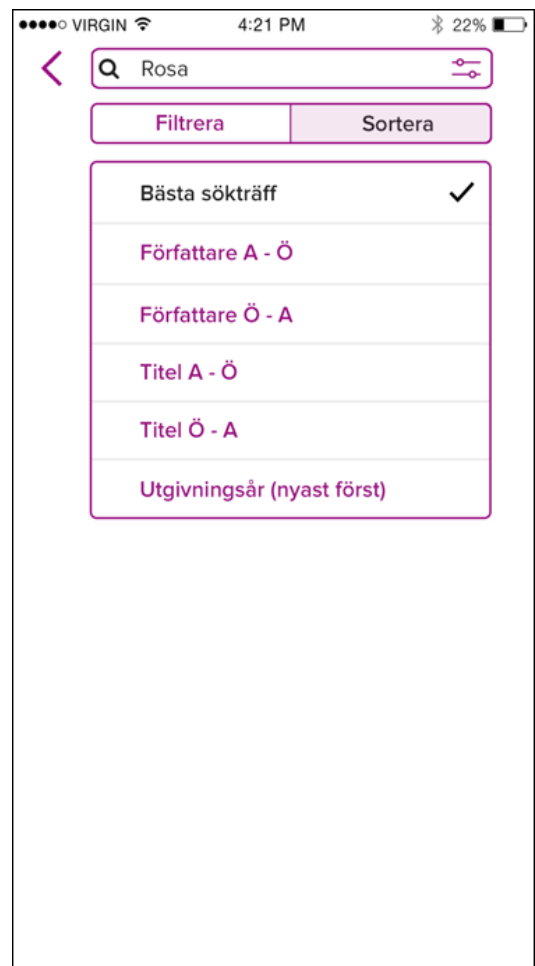 VIRGIN 4:21 PM 22%
Rosa
Filtrera Sortera
Bästa sökträff
Författare A - Ö
Författare Ö - A
Titel A - Ö
Titel Ö - A
Utgivningsår (nyast först)